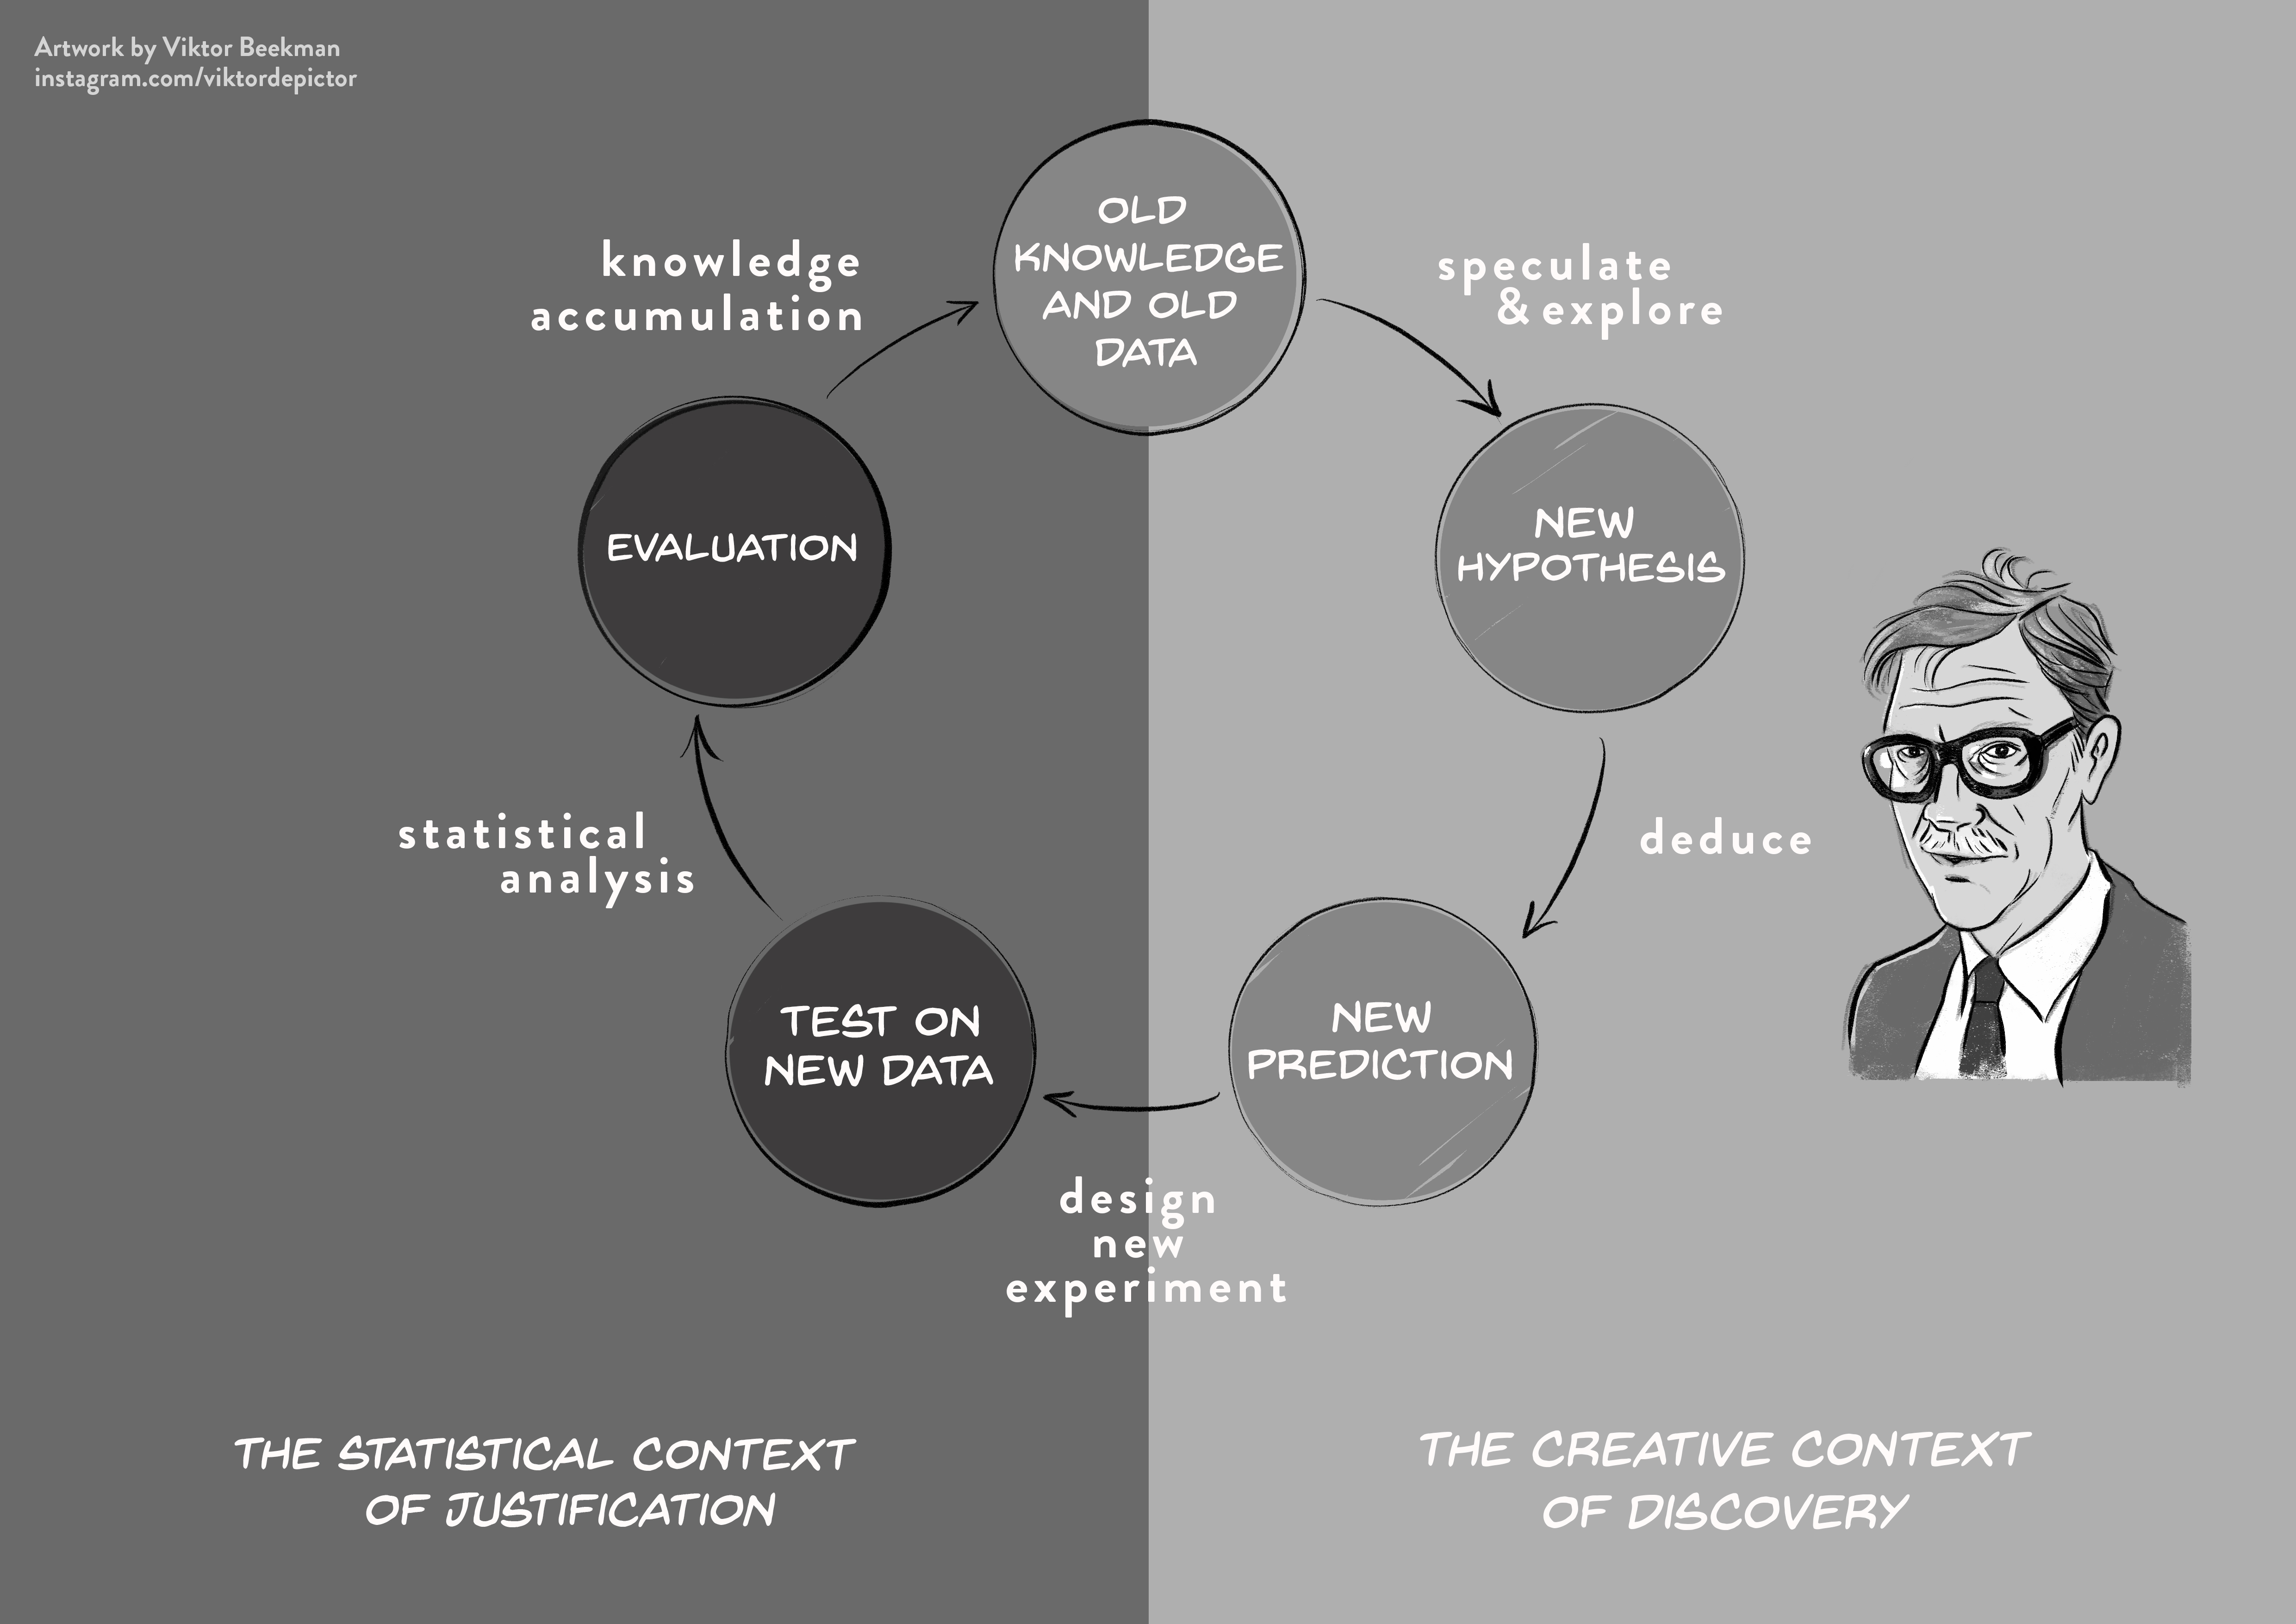 Artwork by Viktor Beekman
instagram.com/viktordepictor
OLD
KNOWLEDGE
AND OLD
DATA
speculate
& explore
NEW
HYPOTHESIS
deduce
NEW
PREDICTION
design
new
experiment
TEST ON
NEW DATA
statistical
analysis
EVALUATION
knowledge
accumulation
THE STATISTICAL CONTEXT
OF JUSTIFICATION
THE CREATIVE CONTEXT
OF DISCOVERY